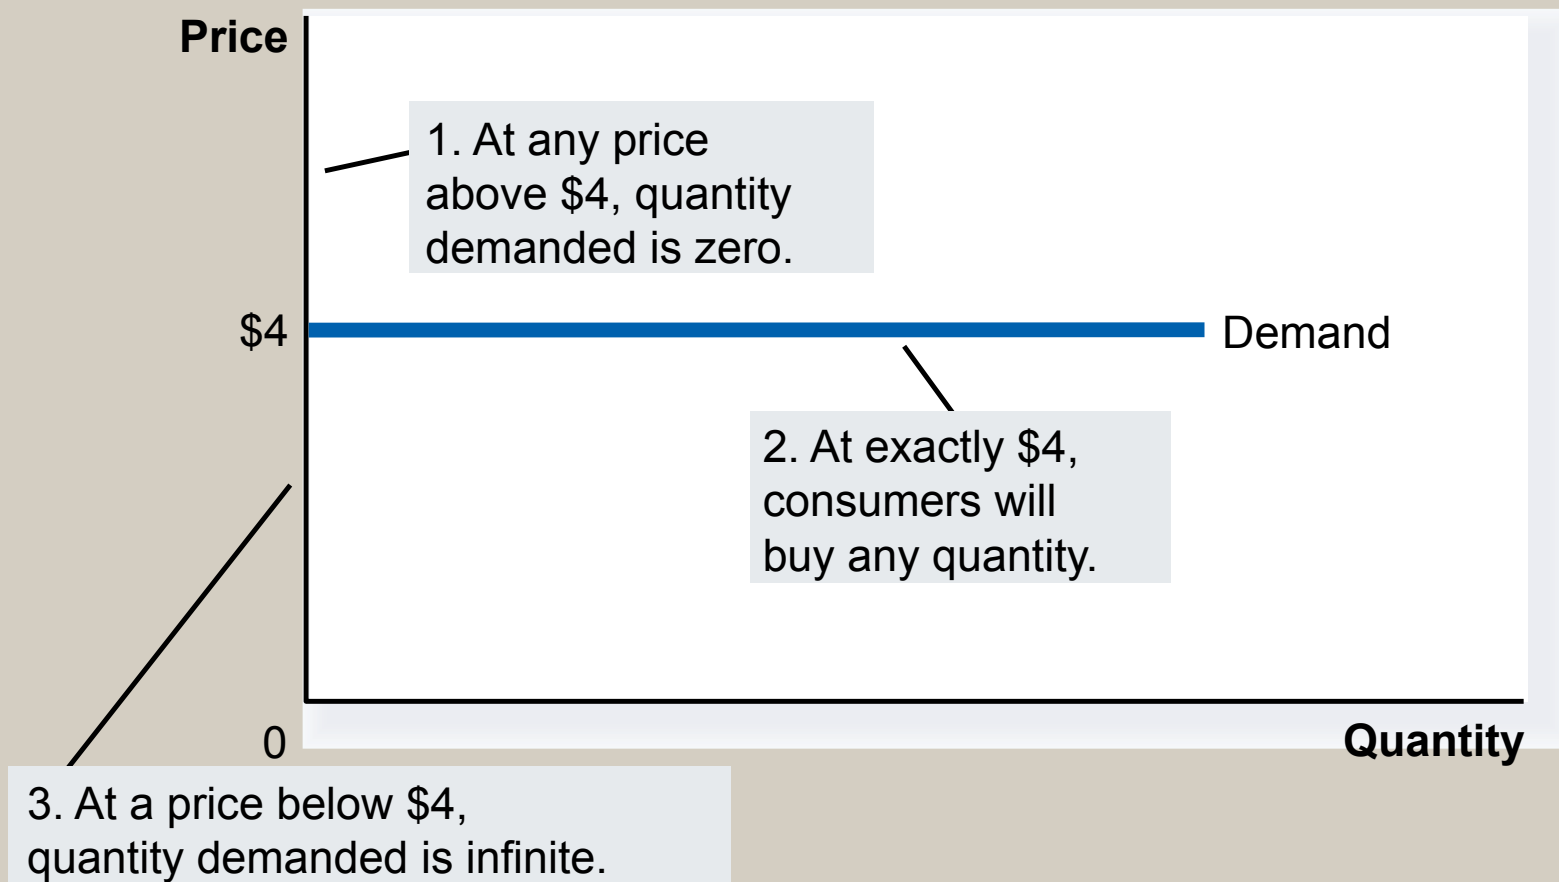 Price
1. At any price
above $4, quantity
demanded is zero.
$4
Demand
2. At exactly $4,
consumers will
buy any quantity.
0
Quantity
3. At a price below $4,
quantity demanded is infinite.